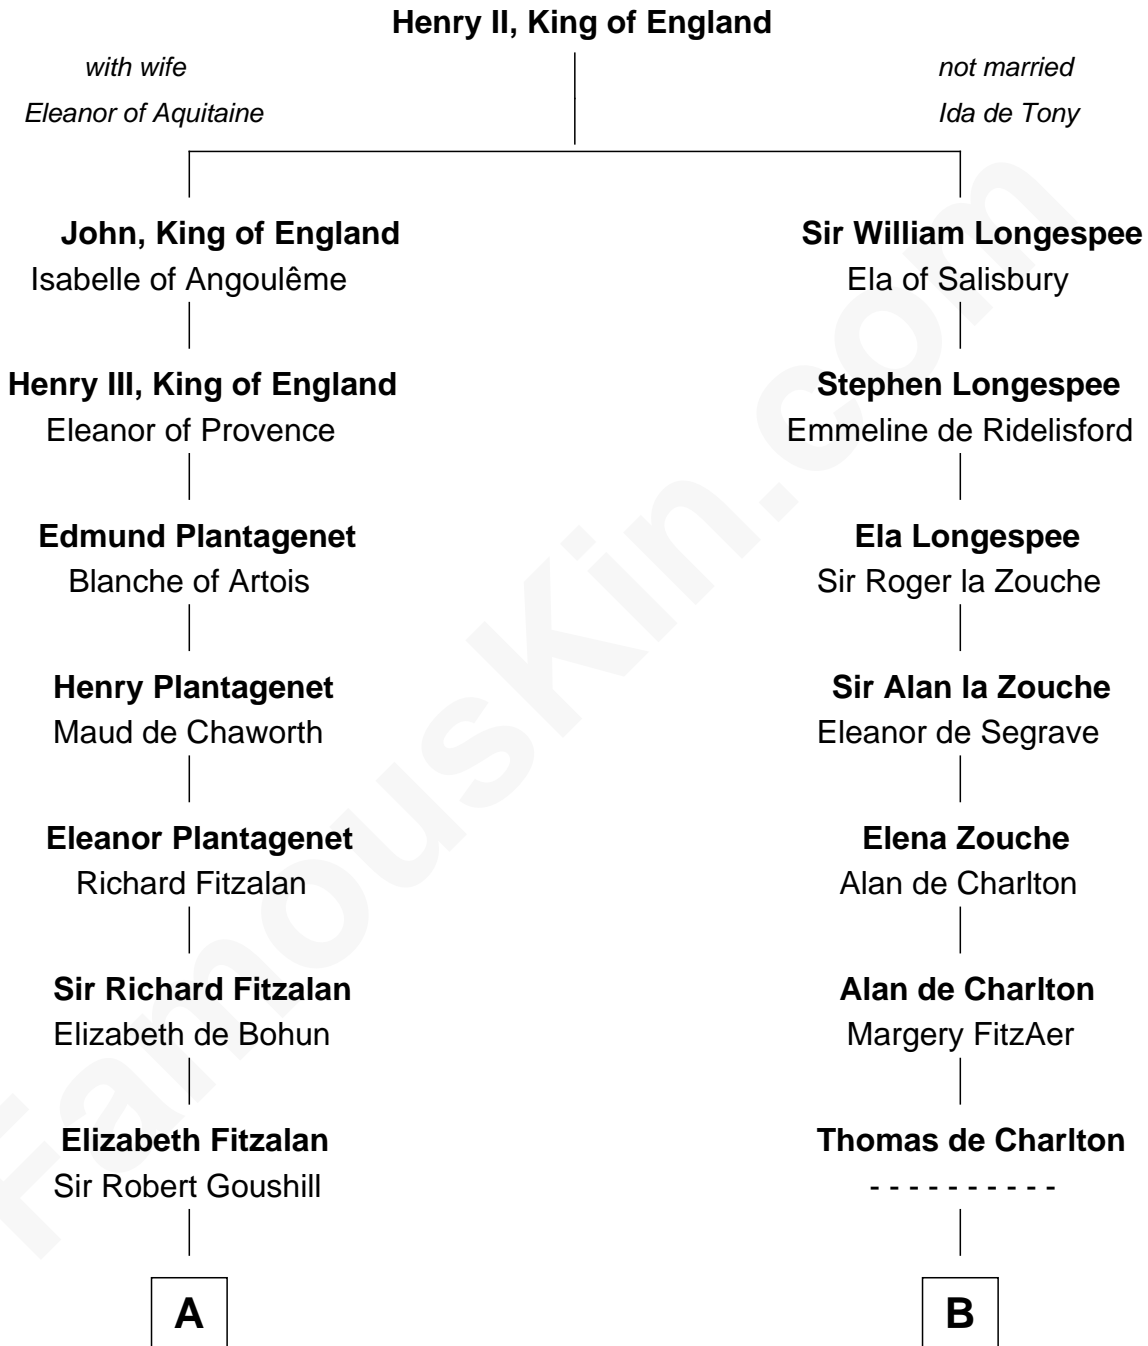 Henry II, King of England
with wife
Eleanor of Aquitaine
not married
Ida de Tony
John, King of England
Isabelle of Angoulême
Sir William Longespee
Ela of Salisbury
Henry III, King of England
Eleanor of Provence
Stephen Longespee
Emmeline de Ridelisford
Edmund Plantagenet
Blanche of Artois
Ela Longespee
Sir Roger la Zouche
Henry Plantagenet
Maud de Chaworth
Sir Alan la Zouche
Eleanor de Segrave
Eleanor Plantagenet
Richard Fitzalan
Elena Zouche
Alan de Charlton
Sir Richard Fitzalan
Elizabeth de Bohun
Alan de Charlton
Margery FitzAer
Elizabeth Fitzalan
Sir Robert Goushill
Thomas de Charlton
- - - - - - - - - -
A
B
FamousKin.com